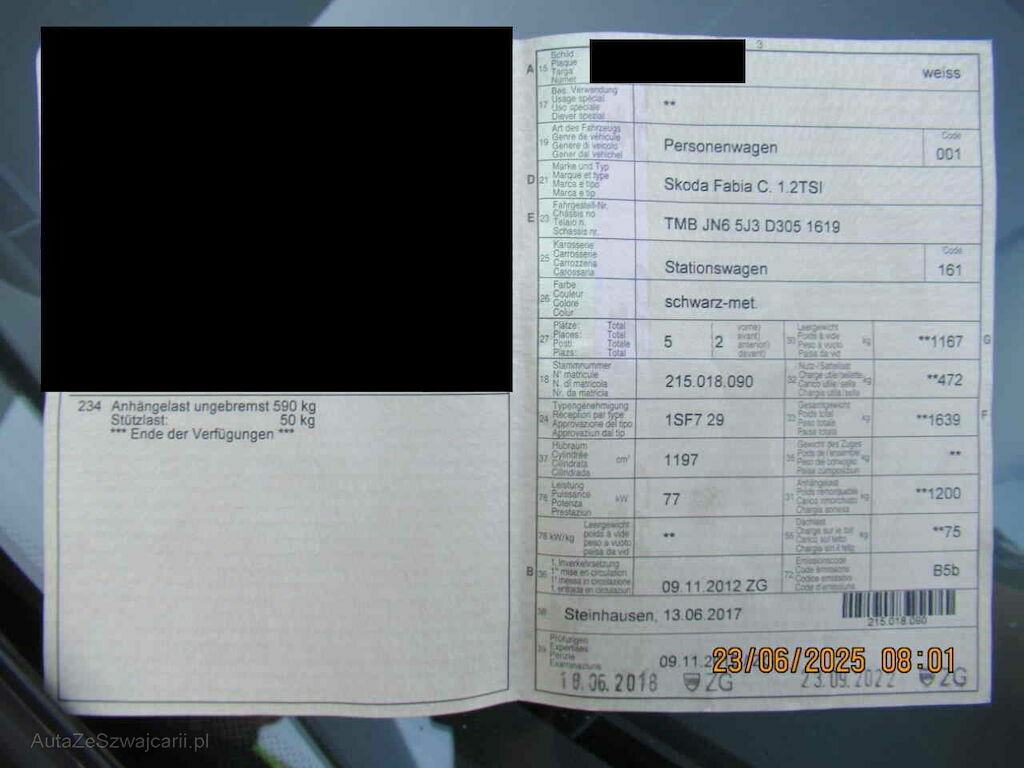 234 Anhängelast ungebremst 590 kg
Stützlast: 50 kg
*** Ende der Verfügungen ***
3
A 15 Schild Plaque Targa Numer weiss
17 Bes. Verwendung Usage spécial Uso speciale Diever spezial **
19 Art des Fahrzeugs Genre de véhicule Genere di veicolo Gener dal vehichel Personenwagen Code 001
D 21 Marke und Typ Marque et type Marca e tipo Marca e tip Skoda Fabia C. 1.2TSI
E 23 Fahrgestell-Nr. Châssis no Telaio n. Schassis nr. TMB JN6 5J3 D305 1619
25 Karosserie Carrosserie Carrozzeria Carossaria Stationswagen Code 161
26 Farbe Couleur Colore Colur schwarz-met.
27 Plätze: Total Places: Total Posti Totale Plazs: Total 5 (2 vorne) avant) anteriori) davant) 30 Leergewicht Poids à vide Peso a vuoto Paisa da vid kg **1167 G
18 Stammnummer N° matricule N. di matricola Nr. da matricla 215.018.090 32 Nutz-/Sattellast Charge utile/sellette Carico utile/sella Chargia utila/sella kg **472
24 Typengenehmigung Réception par type Approvazione del tipo Approvaziun dal tip 1SF7 29 33 Gesamtgewicht Poids total Peso totale Paisa totala kg **1639 F
37 Hubraum Cylindrée Cilindrata Cilindrada cm³ 1197 35 Gewicht des Zuges Poids de l'ensemble Peso del convoglio Paisa cumposiziun kg **
76 Leistung Puissance Potenza Prestaziun kW 77 31 Anhängelast Poids remorquable Carico rimorchiato Chargia annexa kg **1200
78 kW/kg Leergewicht poids à vide peso a vuoto paisa da vid ** 55 Dachlast Charge sur le toit Carico sul tetto Chargia sin il tetg kg **75
B 36 1. Inverkehrsetzung 1re mise en circulation 1a messa in circolazione 1. entrada en circulaziun 09.11.2012 ZG 72 Emissionscode Code émissions Codice emissioni Code d'emissiuns B5b
38 Steinhausen, 13.06.2017 215.018.090
39 Prüfungen Expertises Perizie Examinaziuns 09.11.2
23/06/2025 08:01
18.06.2018 ZG 23.09.2022 ZG
AutaZeSzwajcarii.pl